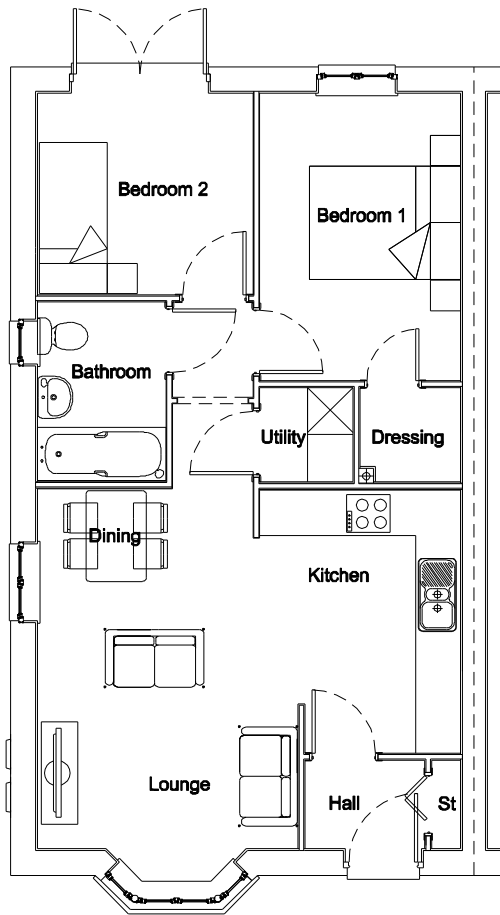 Bedroom 2
Bedroom 1
Bathroom
Utility
Dressing
Dining
Kitchen
Lounge
Hall
St